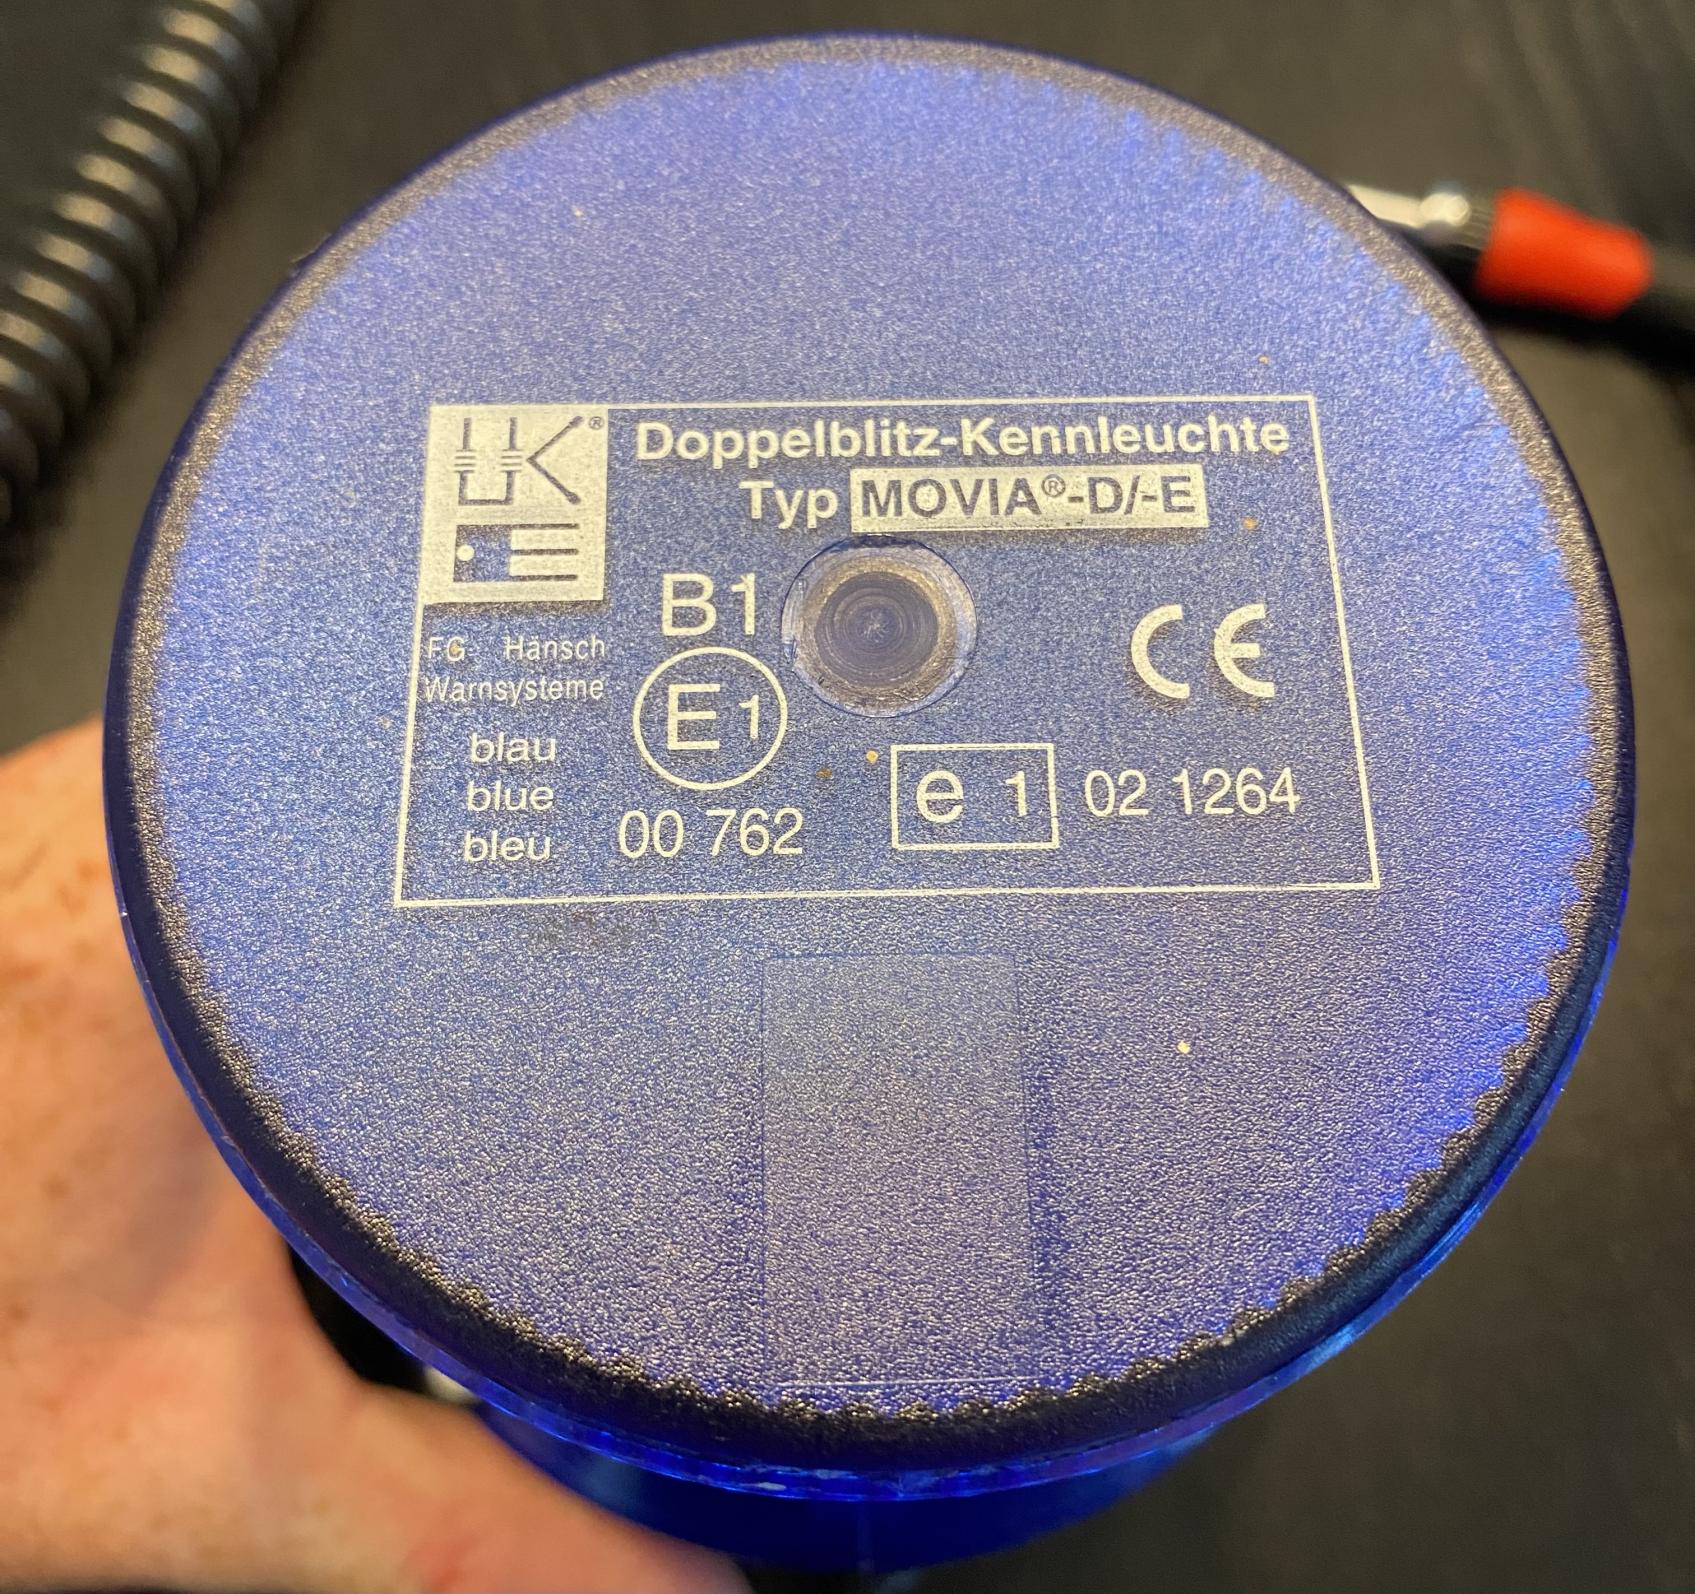 Doppelblitz-Kennleuchte
Typ MOVIA®-D/-E
FG Hänsch
Warnsysteme
blau
blue
bleu
B1
E1
00 762
CE
e 1 02 1264